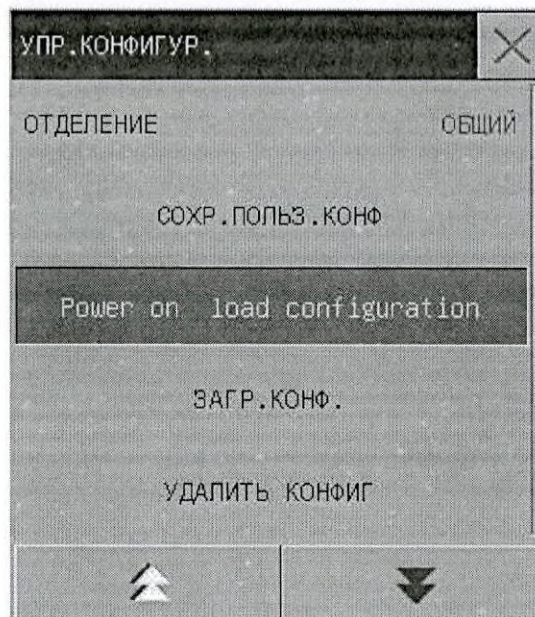 УПР.КОНФИГУР.
ОТДЕЛЕНИЕ ОБЩИЙ
СОХР.ПОЛЬЗ.КОНФ
Power on load configuration
ЗАГР.КОНФ.
УДАЛИТЬ КОНФИГ